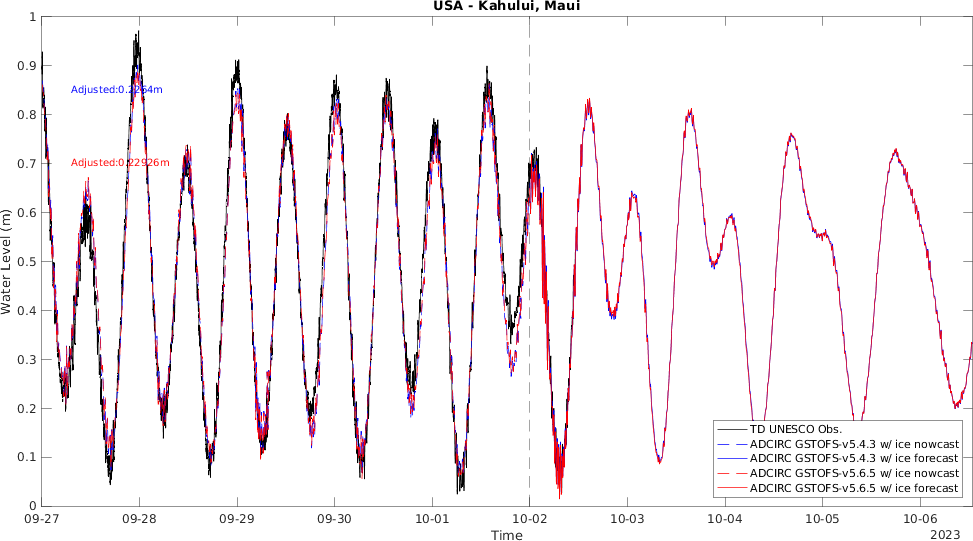 USA - Kahului, Maui
1
0.9
0.8
0.7
0.6
0.5
0.4
0.3
0.2
0.1
0
Water Level (m)
Adjusted:0.2264m
Adjusted:0.22926m
TD UNESCO Obs.
ADCIRC GSTOFS-v5.4.3 w/ ice nowcast
ADCIRC GSTOFS-v5.4.3 w/ ice forecast
ADCIRC GSTOFS-v5.6.5 w/ ice nowcast
ADCIRC GSTOFS-v5.6.5 w/ ice forecast
09-27 09-28 09-29 09-30 10-01 10-02 10-03 10-04 10-05 10-06
Time
2023